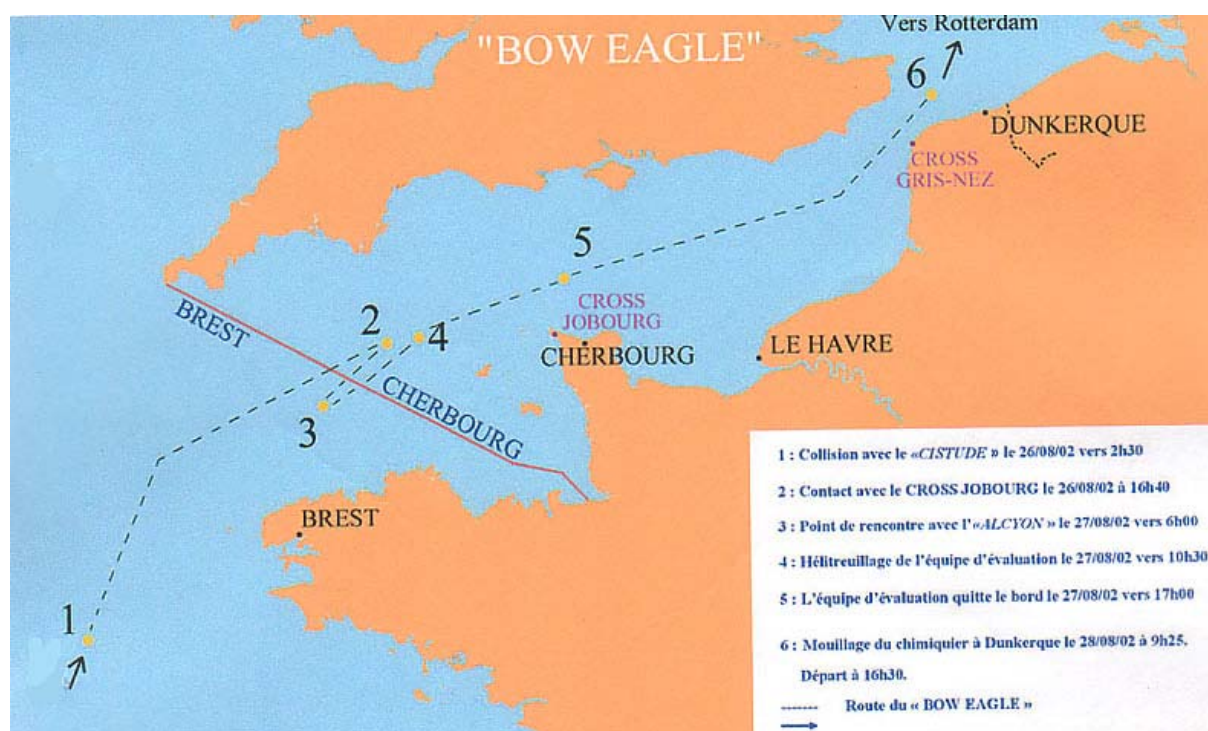 "BOW EAGLE"
Vers Rotterdam
6
DUNKERQUE
CROSS
GRIS-NEZ
5
CROSS
JOBOURG
CHERBOURG
LE HAVRE
BREST
2
4
CHERBOURG
3
BREST
1
1 : Collision avec le «CISTUDE » le 26/08/02 vers 2h30
2 : Contact avec le CROSS JOBOURG le 26/08/02 à 16h40
3 : Point de rencontre avec l'«ALCYON » le 27/08/02 vers 6h00
4 : Hélitreuillage de l'équipe d'évaluation le 27/08/02 vers 10h30
5 : L'équipe d'évaluation quitte le bord le 27/08/02 vers 17h00
6 : Mouillage du chimiquier à Dunkerque le 28/08/02 à 9h25.
Départ à 16h30.
Route du « BOW EAGLE »